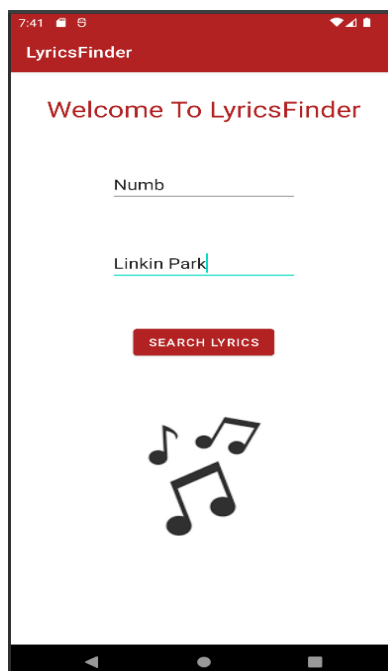 7:41
LyricsFinder
Welcome To LyricsFinder
Numb
Linkin Park
SEARCH LYRICS